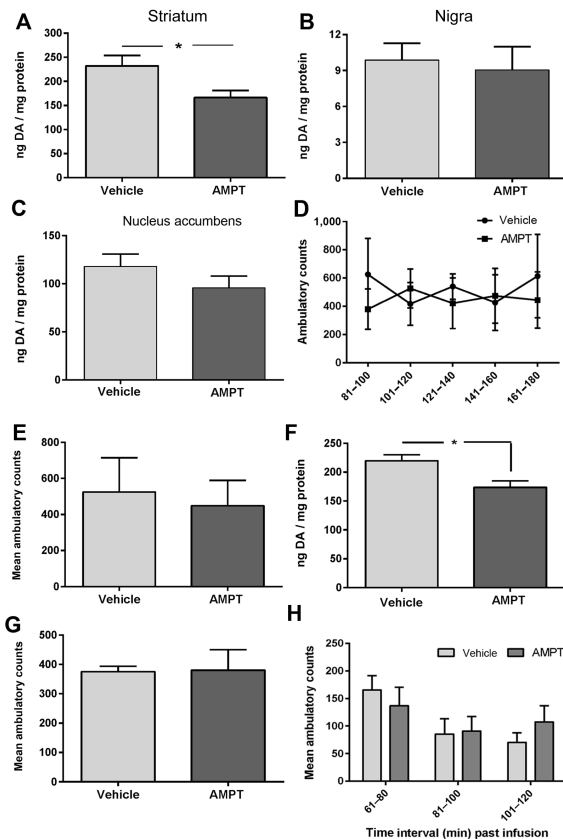 A
Striatum
ng DA / mg protein
300
250
200
150
100
50
0
*
Vehicle
AMPT
B
Nigra
ng DA / mg protein
12
9
6
3
0
Vehicle
AMPT
C
Nucleus accumbens
ng DA / mg protein
150
100
50
0
Vehicle
AMPT
D
Ambulatory counts
1,000
800
600
400
200
0
Vehicle
AMPT
81–100
101–120
121–140
141–160
161–180
E
Mean ambulatory counts
800
600
400
200
0
Vehicle
AMPT
F
ng DA / mg protein
250
200
150
100
50
0
*
Vehicle
AMPT
G
Mean ambulatory counts
500
400
300
200
100
0
Vehicle
AMPT
H
Mean ambulatory counts
250
200
150
100
50
0
Vehicle
AMPT
61–80
81–100
101–120
Time interval (min) past infusion